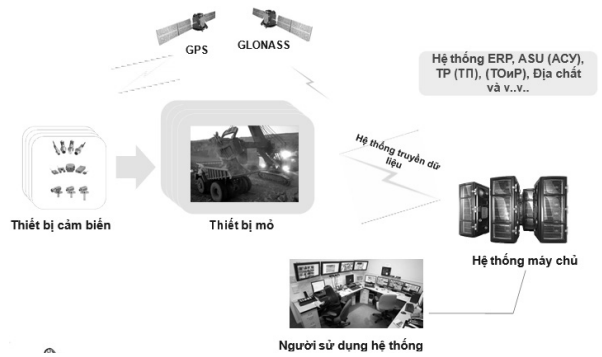 GPS
GLONASS
Hệ thống ERP, ASU (АСУ),
TP (ТП), (ТОиР), Địa chất
và v..v..
Hệ thống truyền dữ
liệu
Thiết bị cảm biến
Thiết bị mỏ
Hệ thống máy chủ
Người sử dụng hệ thống